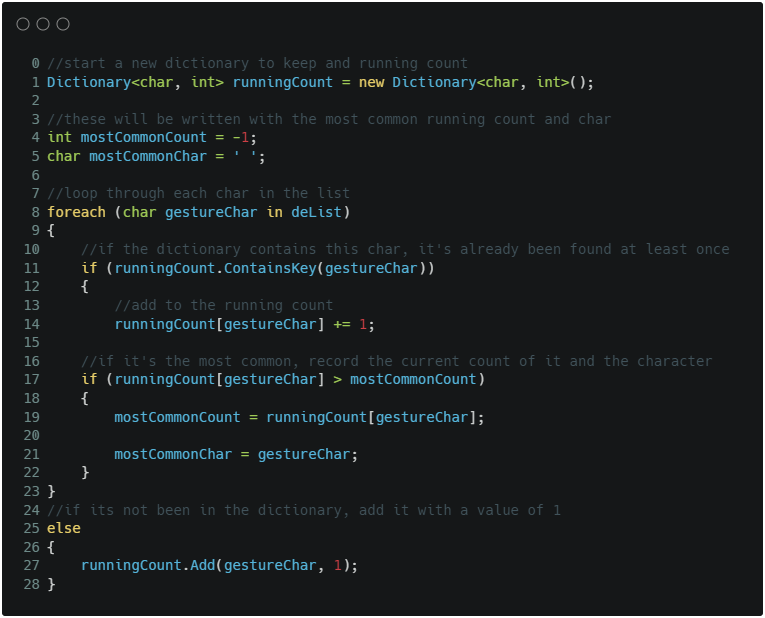 0 //start a new dictionary to keep and running count
1 Dictionary<char, int> runningCount = new Dictionary<char, int>();
2
3 //these will be written with the most common running count and char
4 int mostCommonCount = -1;
5 char mostCommonChar = ' ';
6
7 //loop through each char in the list
8 foreach (char gestureChar in deList)
9 {
10     //if the dictionary contains this char, it's already been found at least once
11     if (runningCount.ContainsKey(gestureChar))
12     {
13         //add to the running count
14         runningCount[gestureChar] += 1;
15
16     //if it's the most common, record the current count of it and the character
17     if (runningCount[gestureChar] > mostCommonCount)
18     {
19         mostCommonCount = runningCount[gestureChar];
20
21         mostCommonChar = gestureChar;
22     }
23 }
24 //if its not been in the dictionary, add it with a value of 1
25 else
26 {
27     runningCount.Add(gestureChar, 1);
28 }